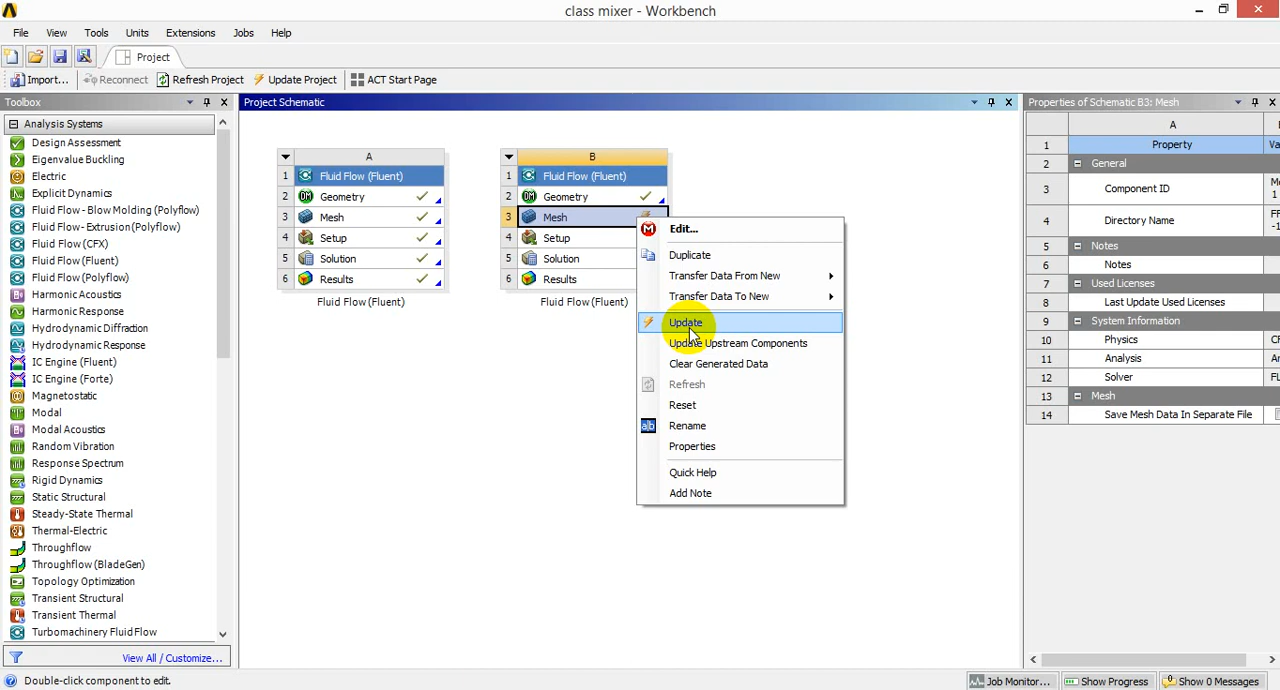 class mixer - Workbench
File View Tools Units Extensions Jobs Help
Project
Import... Reconnect Refresh Project Update Project ACT Start Page
Toolbox
Analysis Systems
Design Assessment
Eigenvalue Buckling
Electric
Explicit Dynamics
Fluid Flow - Blow Molding (Polyflow)
Fluid Flow- Extrusion(Polyflow)
Fluid Flow (CFX)
Fluid Flow (Fluent)
Fluid Flow (Polyflow)
Harmonic Acoustics
Harmonic Response
Hydrodynamic Diffraction
Hydrodynamic Response
IC Engine (Fluent)
IC Engine (Forte)
Magnetostatic
Modal
Modal Acoustics
Random Vibration
Response Spectrum
Rigid Dynamics
Static Structural
Steady-State Thermal
Thermal-Electric
Throughflow
Throughflow (BladeGen)
Topology Optimization
Transient Structural
Transient Thermal
Turbomachinery Fluid Flow
View All / Customize...
Project Schematic
A
1 Fluid Flow (Fluent)
2 Geometry
3 Mesh
4 Setup
5 Solution
6 Results
Fluid Flow (Fluent)
B
1 Fluid Flow (Fluent)
2 Geometry
3 Mesh
4 Setup
5 Solution
6 Results
Fluid Flow (Fluent)
Edit...
Duplicate
Transfer Data From New
Transfer Data To New
Update
Update Upstream Components
Clear Generated Data
Refresh
Reset
Rename
Properties
Quick Help
Add Note
Properties of Schematic B3: Mesh
A
1 Property
2 General
3 Component ID
4 Directory Name
5 Notes
6 Notes
7 Used Licenses
8 Last Update Used Licenses
9 System Information
10 Physics
11 Analysis
12 Solver
13 Mesh
14 Save Mesh Data In Separate File
Double-click component to edit.
Job Monitor... Show Progress Show 0 Messages